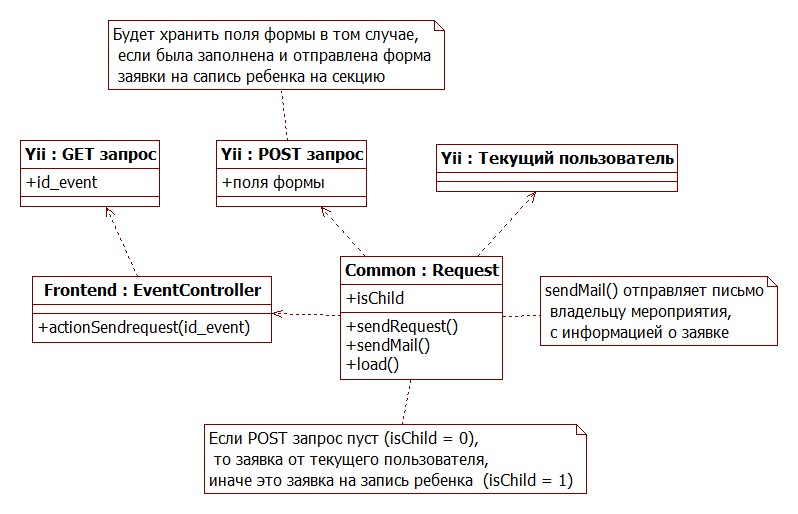 Будет хранить поля формы в том случае,
если была заполнена и отправлена форма
заявки на сапись ребенка на секцию
Yii : GET запрос
+id_event
Yii : POST запрос
+поля формы
Yii : Текущий пользователь
Frontend : EventController
+actionSendrequest(id_event)
Common : Request
+isChild
+sendRequest()
+sendMail()
+load()
sendMail() отправляет письмо
владельцу мероприятия,
с информацией о заявке
Если POST запрос пуст (isChild = 0),
то заявка от текущего пользователя,
иначе это заявка на запись ребенка (isChild = 1)